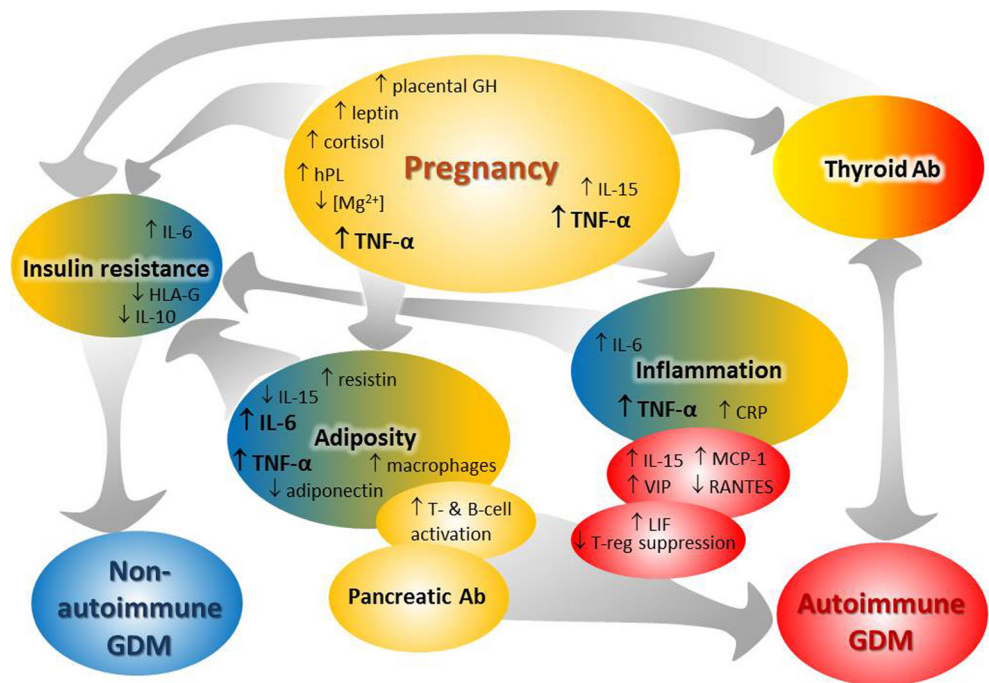 ↑ placental GH
↑ leptin
↑ cortisol
↑ hPL
↓ [Mg²⁺]
↑ TNF-α
Pregnancy
↑ IL-15
↑ TNF-α
Thyroid Ab
↑ IL-6
Insulin resistance
↓ HLA-G
↓ IL-10
↑ IL-6
Inflammation
↑ TNF-α ↑ CRP
↑ IL-15 ↑ MCP-1
↑ VIP ↓ RANTES
↑ LIF
↓ T-reg suppression
↑ resistin
↓ IL-15
↑ IL-6
Adiposity
↑ TNF-α
↑ macrophages
↓ adiponectin
↑ T- & B-cell
activation
Pancreatic Ab
Non-
autoimmune
GDM
Autoimmune
GDM